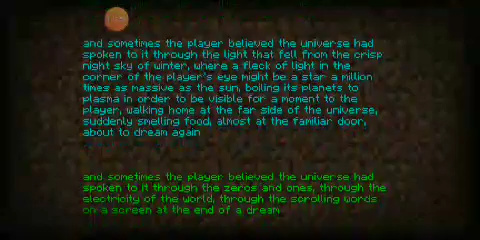 and sometimes the player believed the universe had
spoken to it through the light that fell from the crisp
night sky of winter, where a fleck of light in the
corner of the player's eye might be a star a million
times as massive as the sun, boiling its planets to
plasma in order to be visible for a moment to the
player, walking home at the far side of the universe,
suddenly smelling food, almost at the familiar door,
about to dream again
and sometimes the player believed the universe had
spoken to it through the zeros and ones, through the
electricity of the world, through the scrolling words
on a screen at the end of a dream